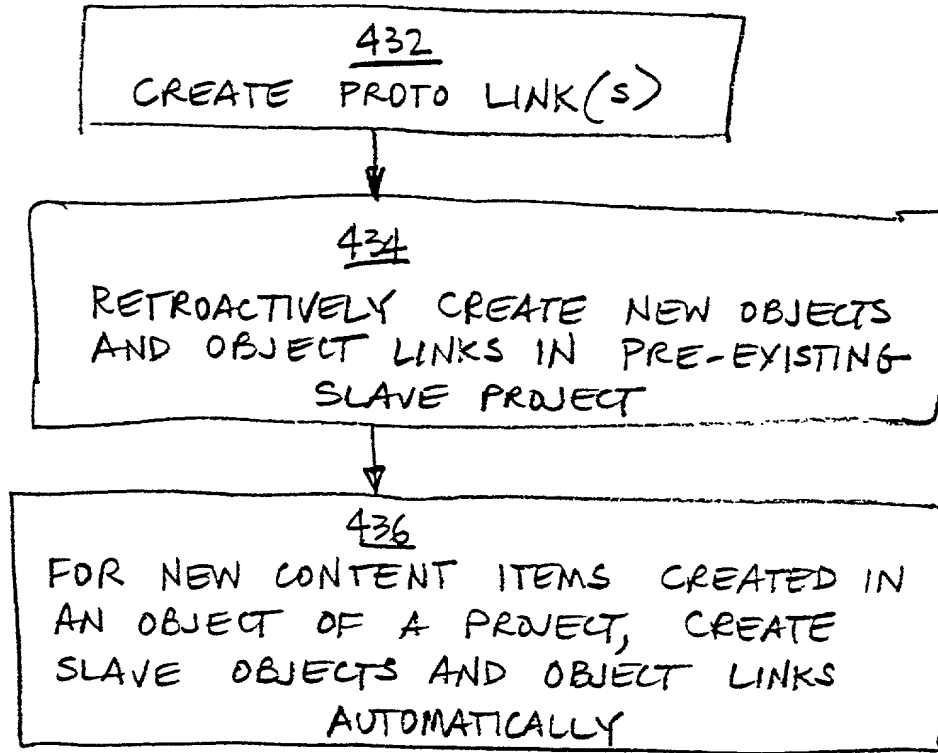 432
CREATE PROTO LINK(S)
434
RETROACTIVELY CREATE NEW OBJECTS
AND OBJECT LINKS IN PRE-EXISTING
SLAVE PROJECT
436
FOR NEW CONTENT ITEMS CREATED IN
AN OBJECT OF A PROJECT, CREATE
SLAVE OBJECTS AND OBJECT LINKS
AUTOMATICALLY